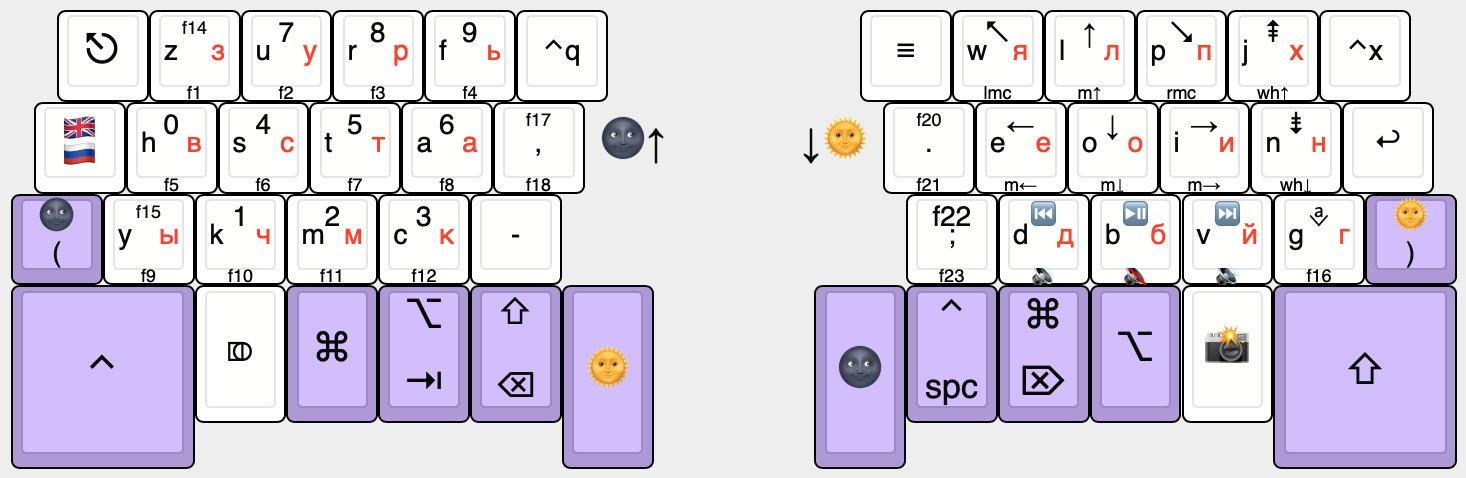 f14 7 8 9
z з u у r р f ь ^q
f1 f2 f3 f4
≡ w я ↖ l л ↑ p п ↘ j х ⇞ ^x
lmc m↑ rmc wh↑
0 4 5 6 f17
h в s с t т a а ,
f5 f6 f7 f8 f18
🌚↑ ↓🌞
f20 ← ↓ → ⇟
. e е o о i и n н ↩
f21 m← m↓ m→ wh↓
f15 1 2 3
( y ы k ч m м c к -
f9 f10 f11 f12
f22 ⏮ ⏯ ⏭ a
; d д b б v й g г )
f23 f16
^ ⎄ ⌘ ⌥ ⇥ ⇧ ⌫ 🌞
🌚 ^ spc ⌘ ⌦ ⌥ 📸 ⇧